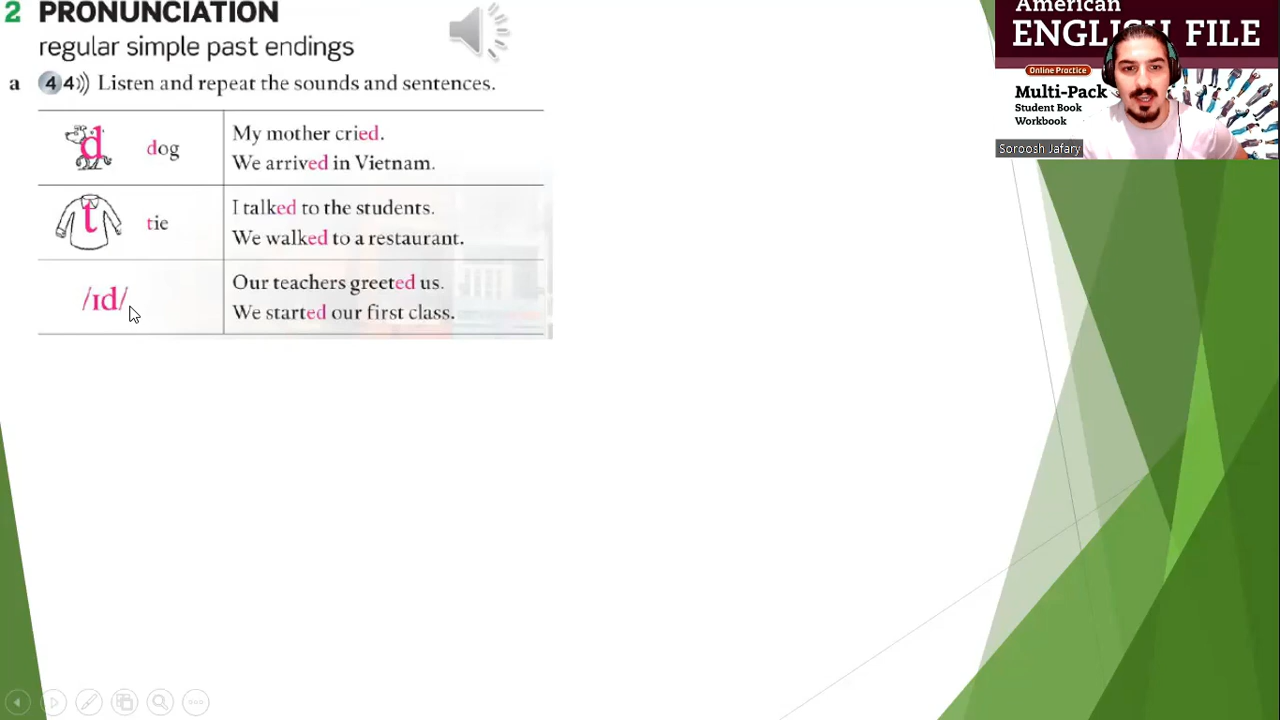 2 PRONUNCIATION
regular simple past endings
a 4 4 Listen and repeat the sounds and sentences.
d dog
My mother cried.
We arrived in Vietnam.
t tie
I talked to the students.
We walked to a restaurant.
/ɪd/
Our teachers greeted us.
We started our first class.
American
ENGLISH FILE
Online Practice
Multi-Pack
Student Book
Workbook
Soroosh Jafary